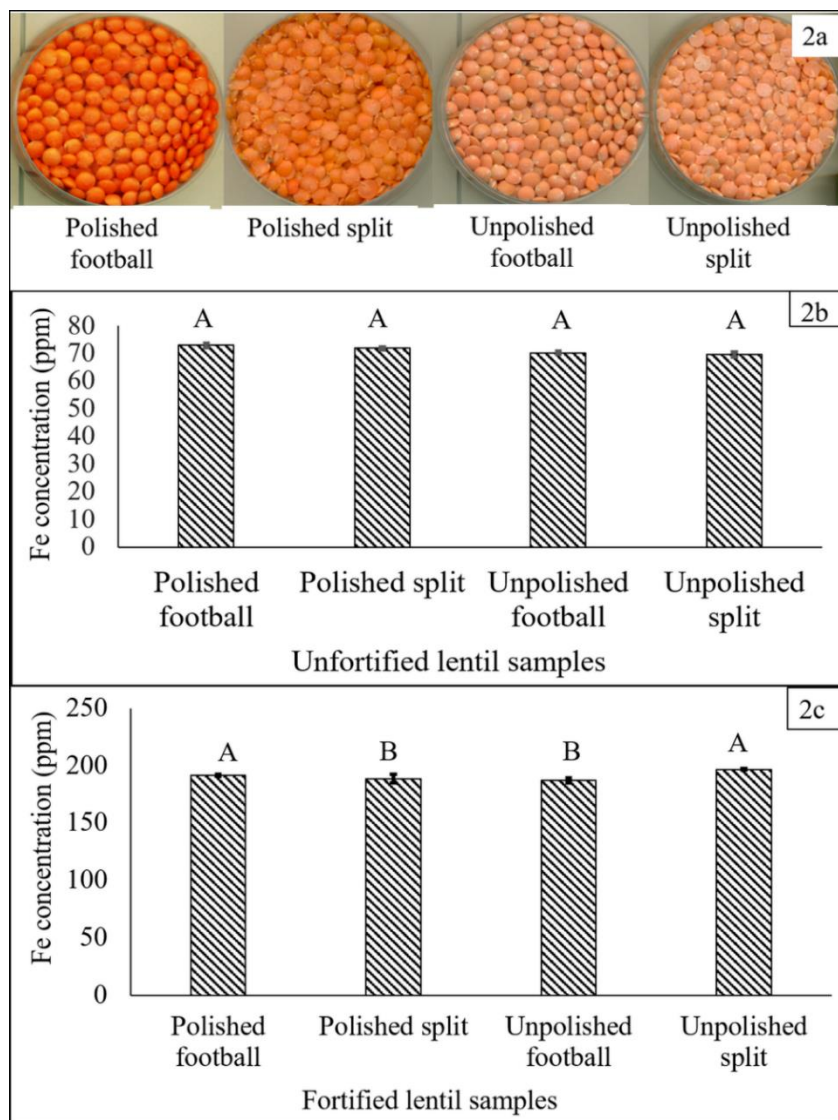 2a
Polished
football
Polished split
Unpolished
football
Unpolished
split
2b
Fe concentration (ppm)
80
70
60
50
40
30
20
10
0
A
A
A
A
Polished
football
Polished split
Unpolished
football
Unpolished
split
Unfortified lentil samples
2c
Fe concentration (ppm)
250
200
150
100
50
0
A
B
B
A
Polished
football
Polished split
Unpolished
football
Unpolished
split
Fortified lentil samples